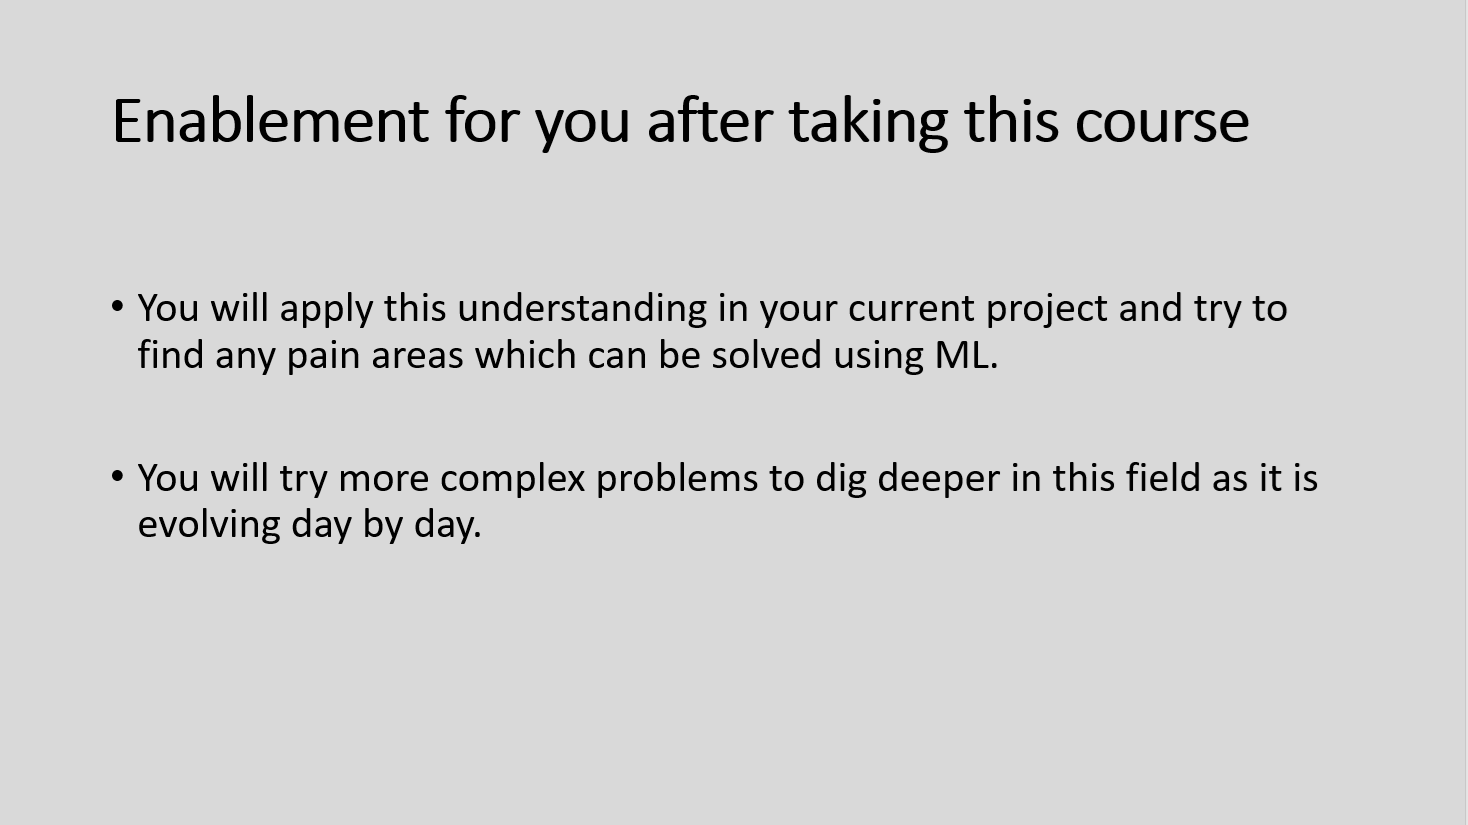 Enablement for you after taking this course
• You will apply this understanding in your current project and try to
find any pain areas which can be solved using ML.
• You will try more complex problems to dig deeper in this field as it is
evolving day by day.